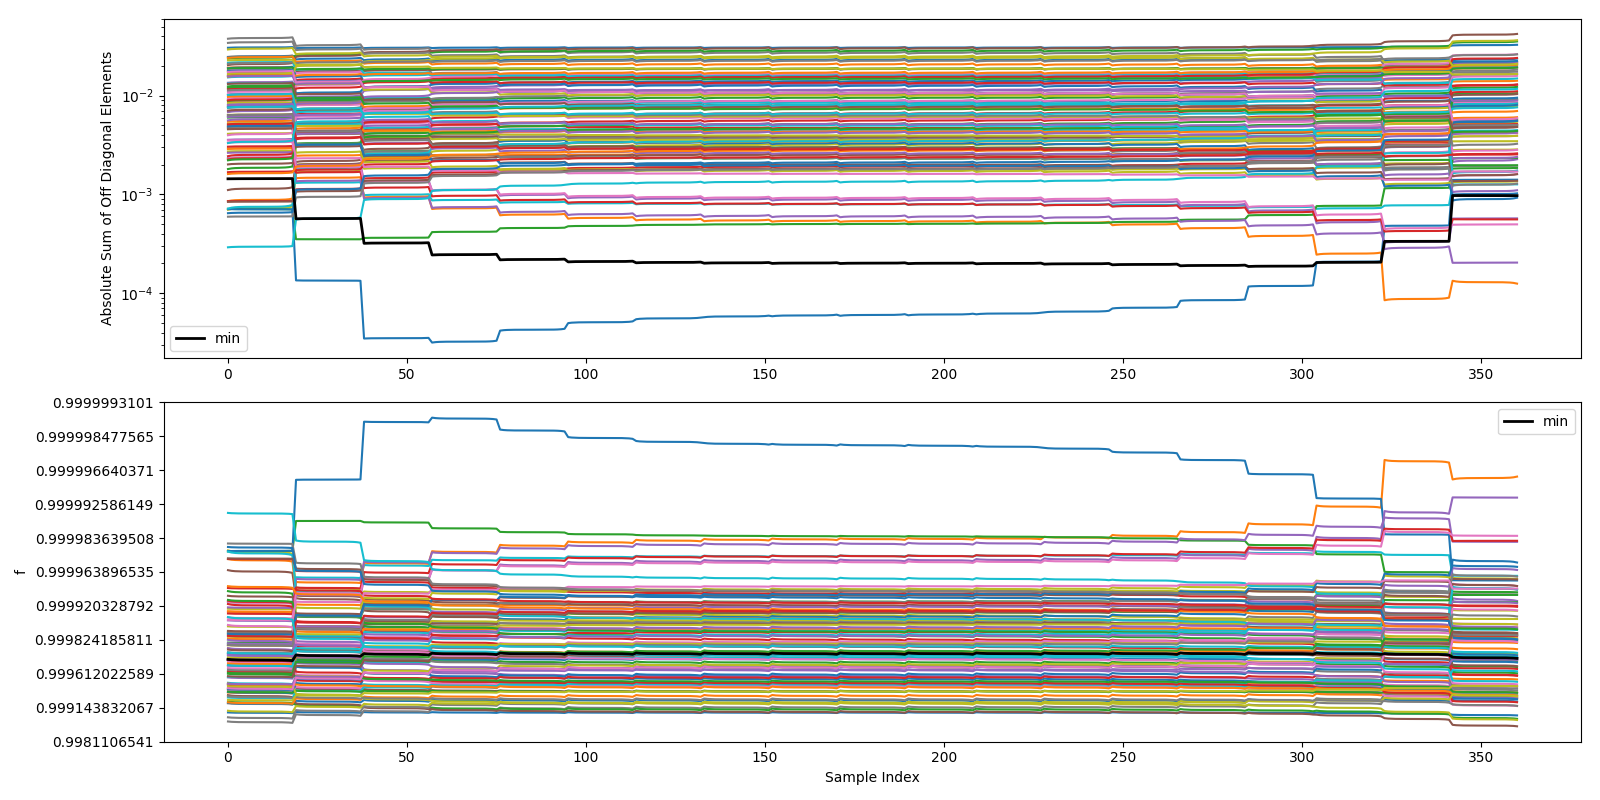 Absolute Sum of Off Diagonal Elements
10⁻²
10⁻³
10⁻⁴
min
0 50 100 150 200 250 300 350
f
0.9999993101
0.999998477565
0.999996640371
0.999992586149
0.999983639508
0.999963896535
0.999920328792
0.999824185811
0.999612022589
0.999143832067
0.9981106541
min
0 50 100 150 200 250 300 350
Sample Index